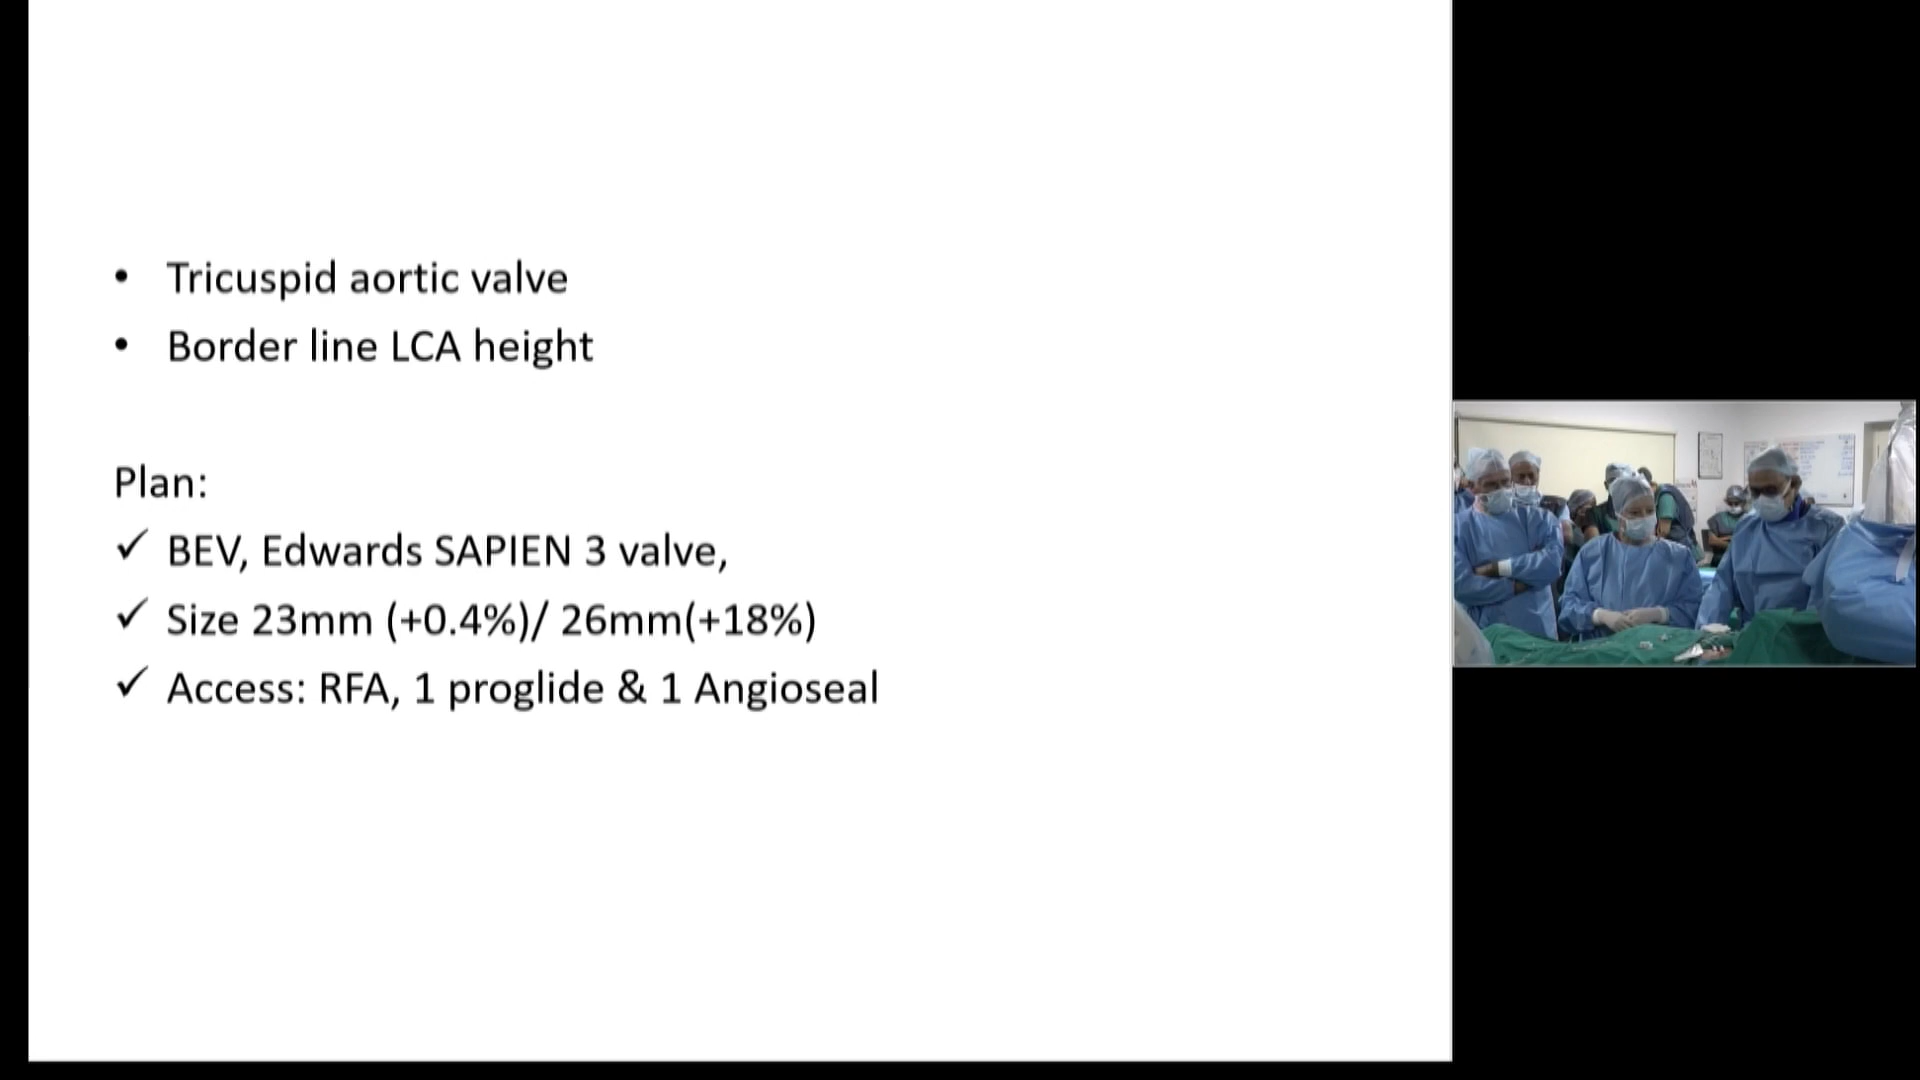 • Tricuspid aortic valve
• Border line LCA height
Plan:
✓ BEV, Edwards SAPIEN 3 valve,
✓ Size 23mm (+0.4%)/ 26mm(+18%)
✓ Access: RFA, 1 proglide & 1 Angioseal